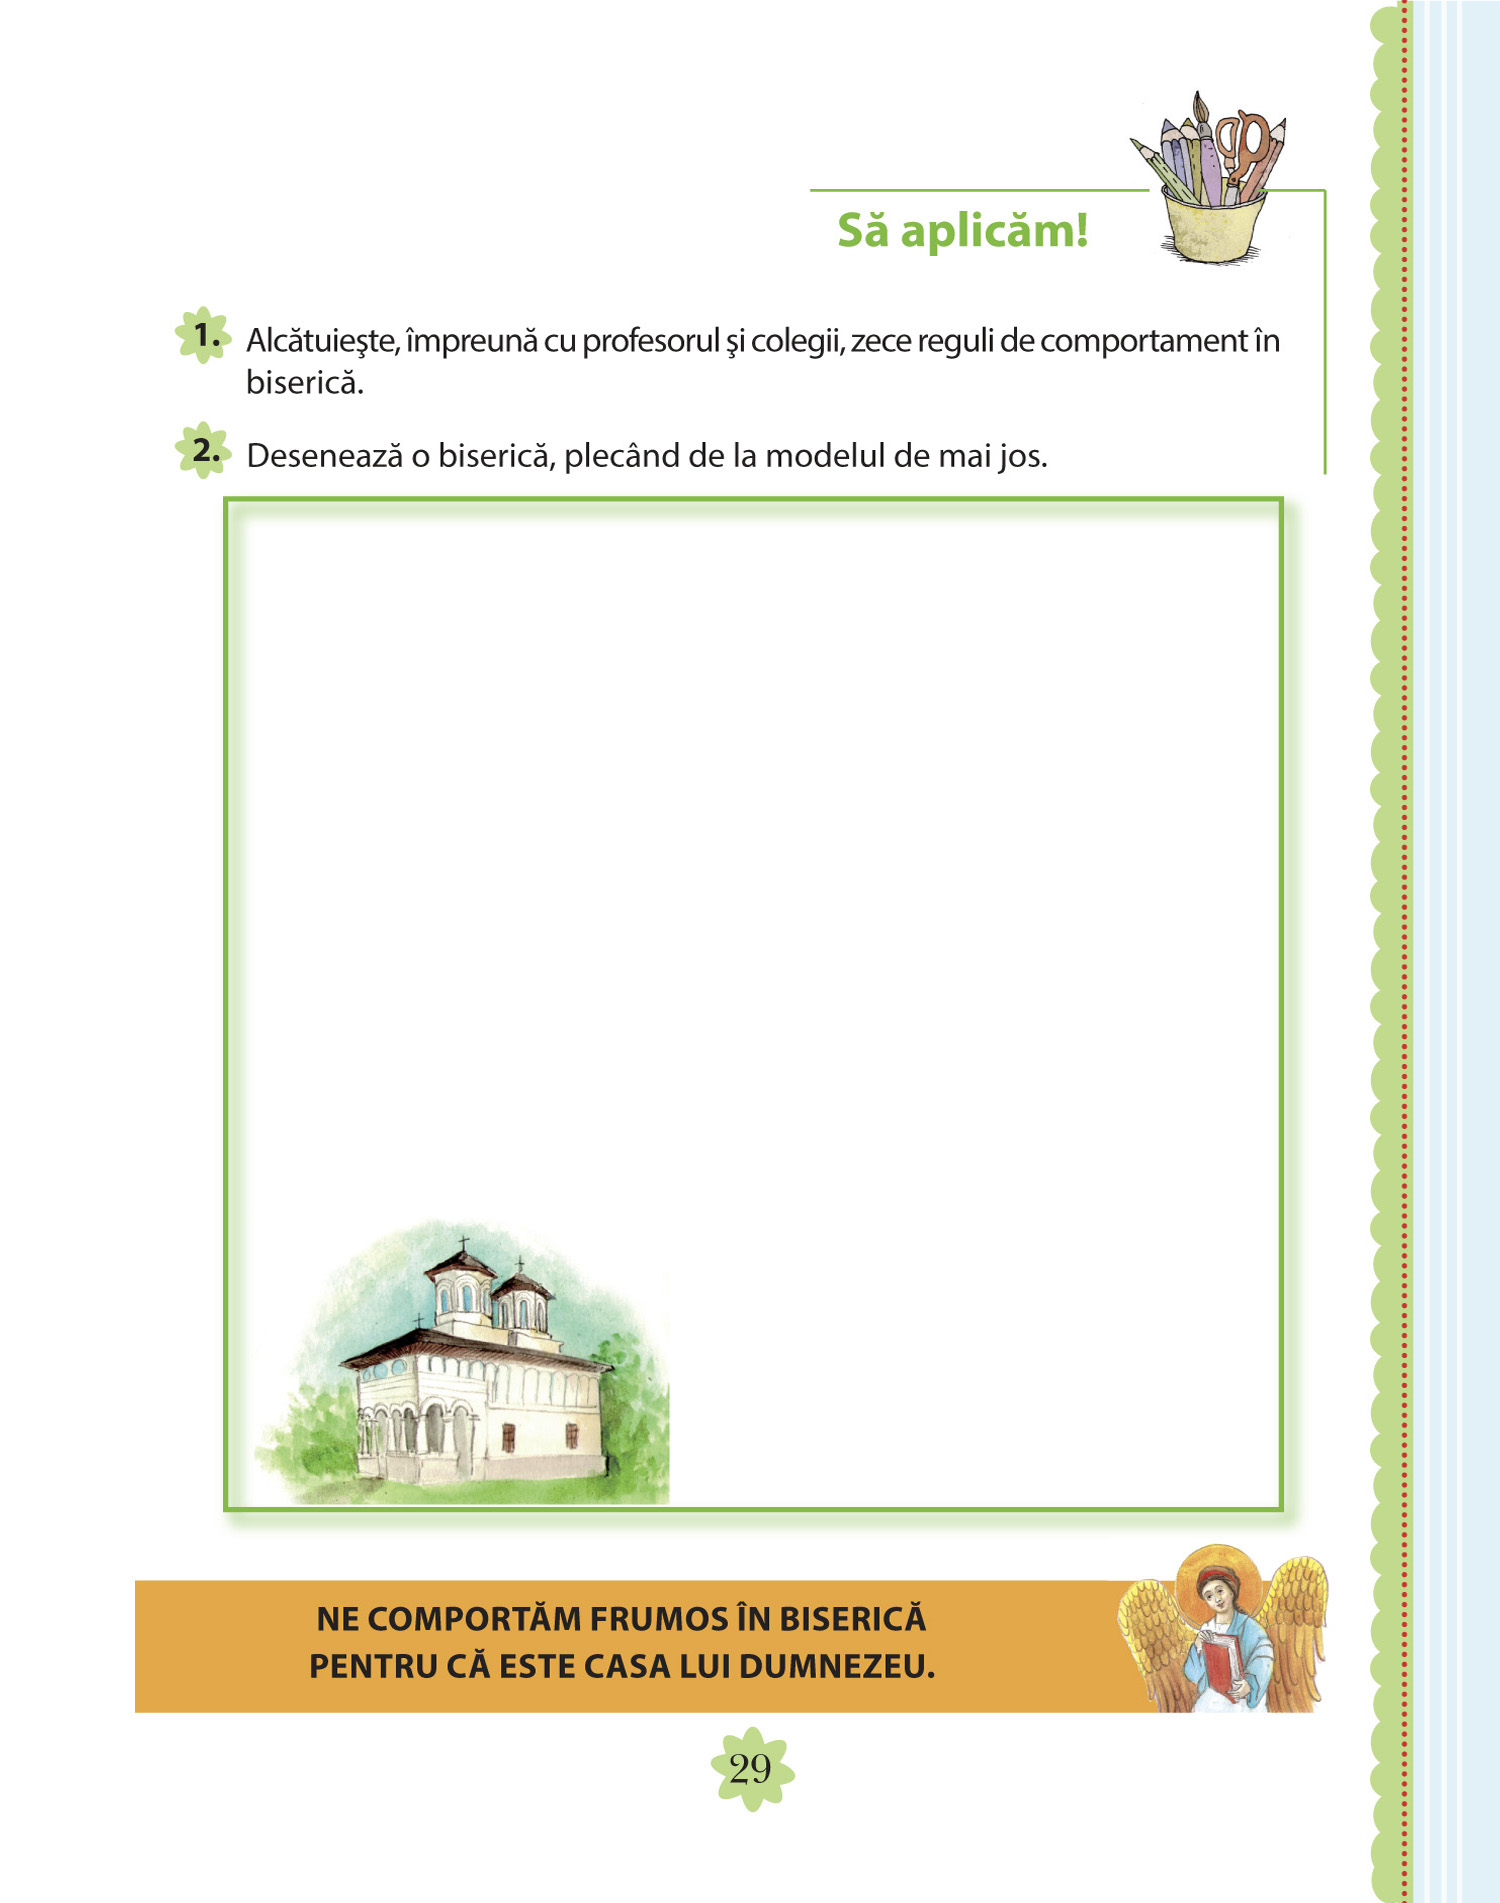 Să aplicăm!
1. Alcătuieşte, împreună cu profesorul şi colegii, zece reguli de comportament în
biserică.
2. Desenează o biserică, plecând de la modelul de mai jos.
NE COMPORTĂM FRUMOS ÎN BISERICĂ
PENTRU CĂ ESTE CASA LUI DUMNEZEU.
29